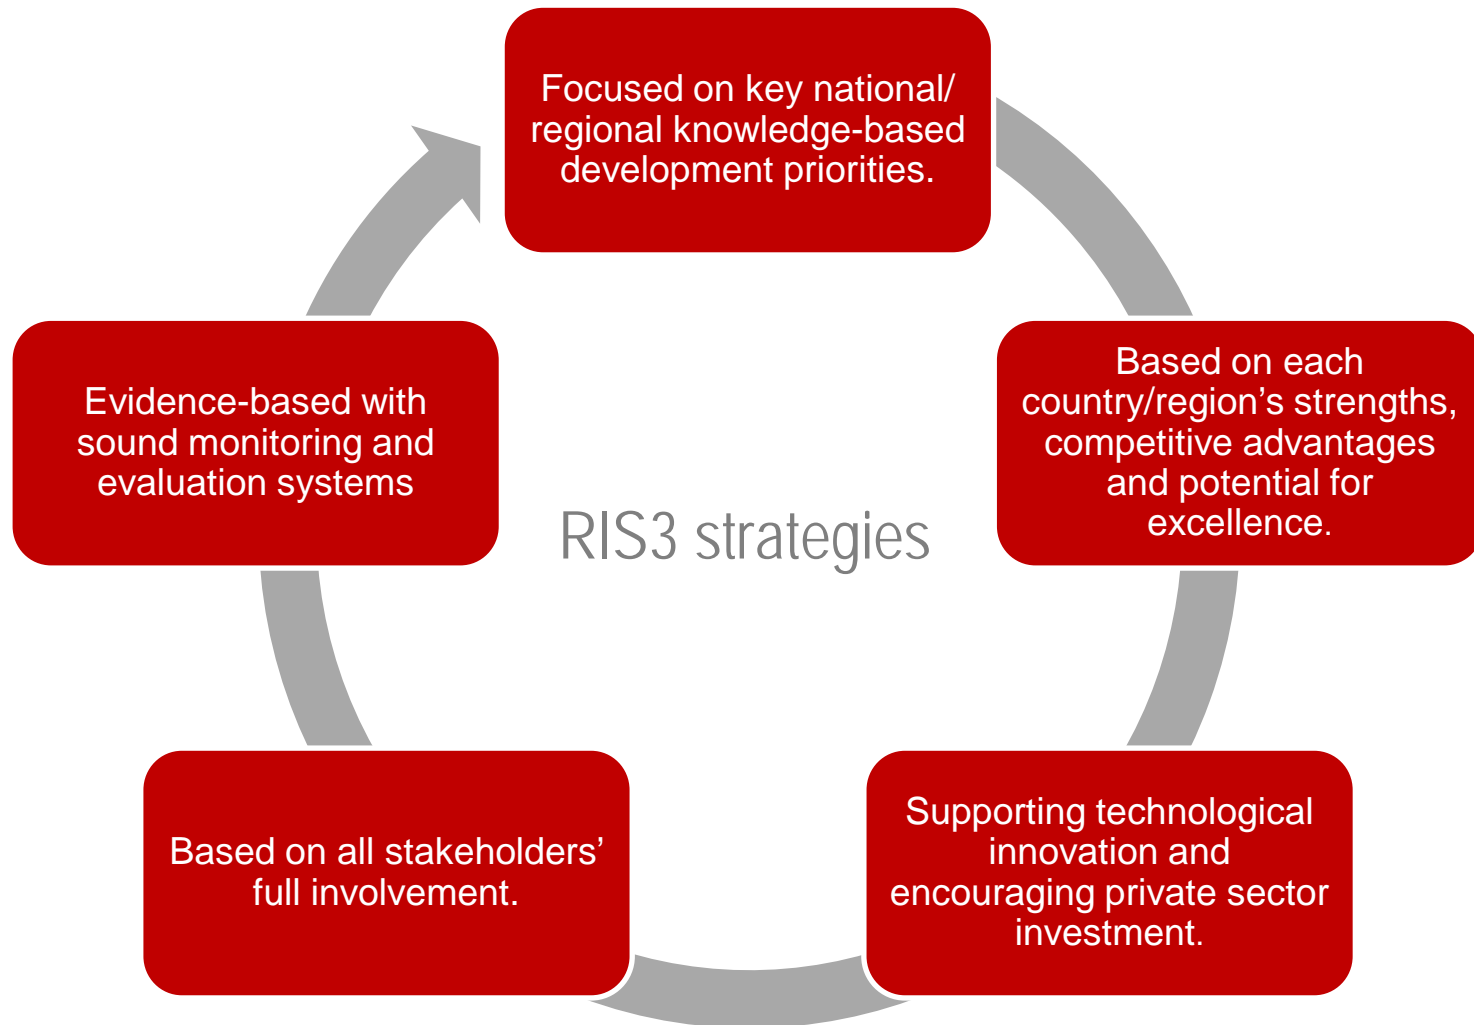 Focused on key national/
regional knowledge-based
development priorities.
Based on each
country/region’s strengths,
competitive advantages
and potential for
excellence.
Supporting technological
innovation and
encouraging private sector
investment.
Based on all stakeholders’
full involvement.
Evidence-based with
sound monitoring and
evaluation systems
RIS3 strategies